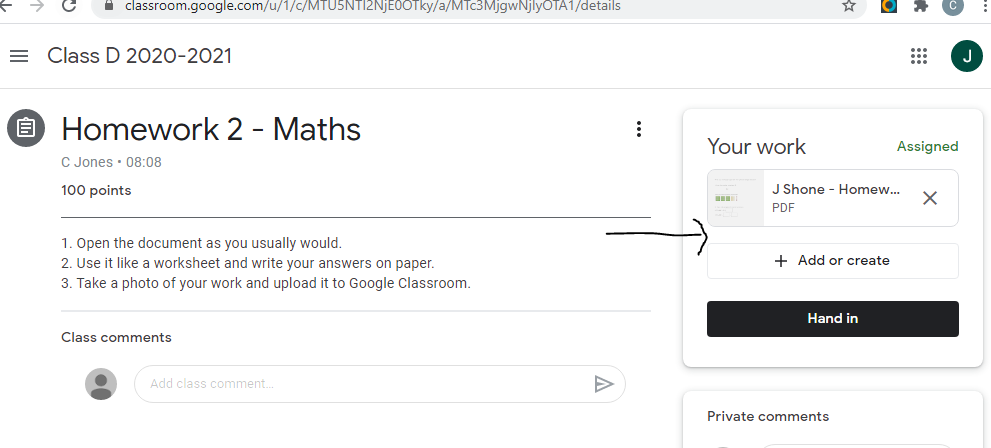 classroom.google.com/u/1/c/MTU5NTI2NjE0OTky/a/MTc3MjgwNjIyOTA1/details
C
Class D 2020-2021
J
Homework 2 - Maths
C Jones • 08:08
100 points
1. Open the document as you usually would.
2. Use it like a worksheet and write your answers on paper.
3. Take a photo of your work and upload it to Google Classroom.
Class comments
Add class comment...
Your work
Assigned
J Shone - Homew...
PDF
+ Add or create
Hand in
Private comments